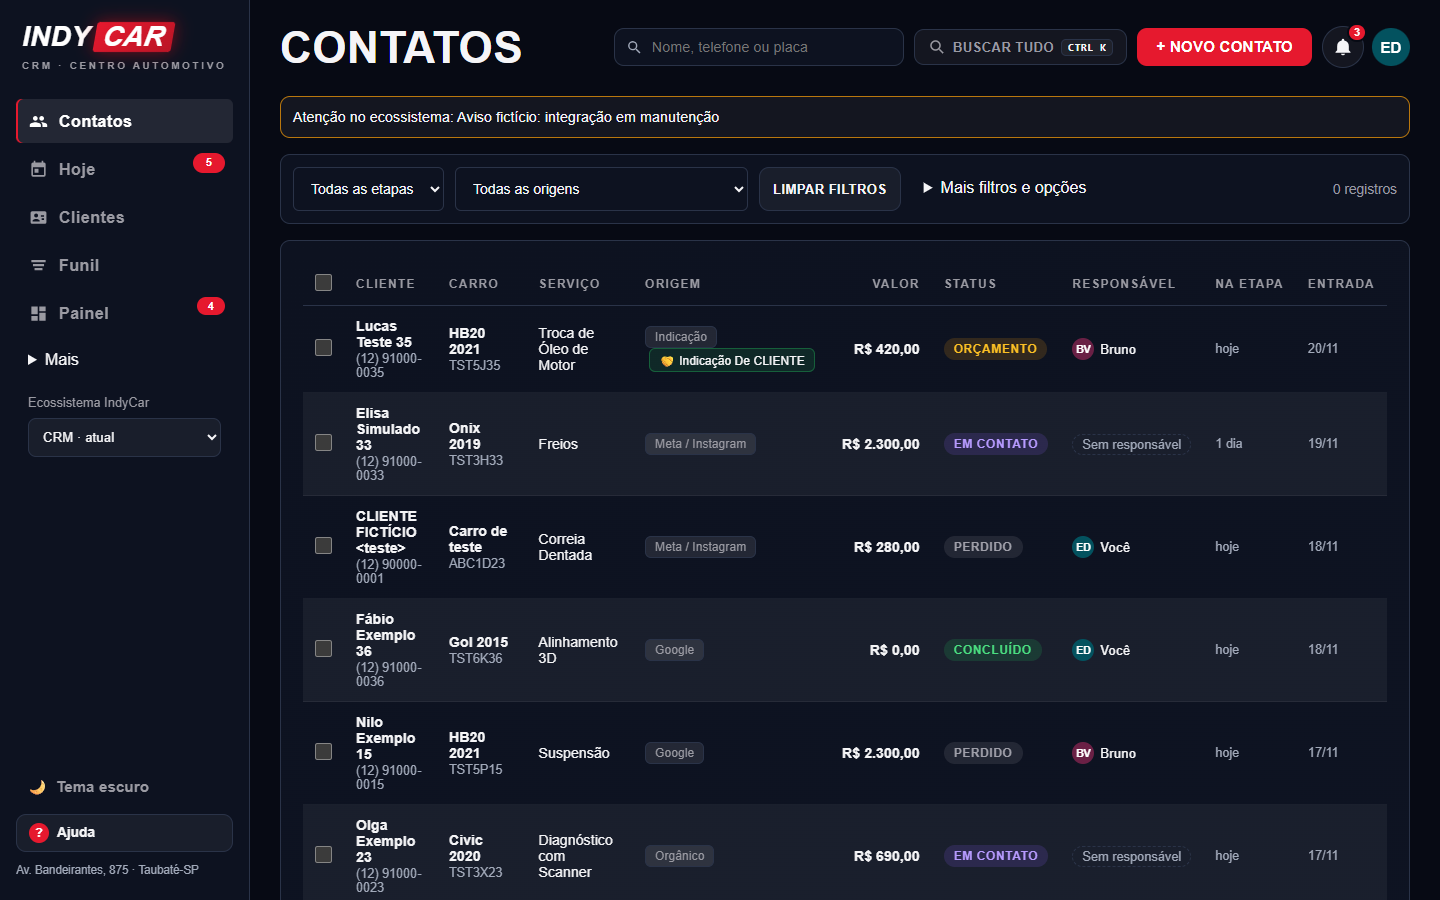 INDY CAR
CRM · CENTRO AUTOMOTIVO
Contatos
Hoje 5
Clientes
Funil
Painel 4
Mais
Ecossistema IndyCar
CRM · atual
Tema escuro
? Ajuda
Av. Bandeirantes, 875 · Taubaté-SP
CONTATOS
Nome, telefone ou placa
BUSCAR TUDO CTRL K
+ NOVO CONTATO
3
ED
Atenção no ecossistema: Aviso fictício: integração em manutenção
Todas as etapas
Todas as origens
LIMPAR FILTROS
Mais filtros e opções
0 registros
CLIENTE CARRO SERVIÇO ORIGEM VALOR STATUS RESPONSÁVEL NA ETAPA ENTRADA
Lucas
Teste 35
(12) 91000-
0035
HB20
2021
TST5J35
Troca de
Óleo de
Motor
Indicação
Indicação De CLIENTE
R$ 420,00
ORÇAMENTO
BV Bruno
hoje
20/11
Elisa
Simulado
33
(12) 91000-
0033
Onix
2019
TST3H33
Freios
Meta / Instagram
R$ 2.300,00
EM CONTATO
Sem responsável
1 dia
19/11
CLIENTE
FICTÍCIO
<teste>
(12) 90000-
0001
Carro de
teste
ABC1D23
Correia
Dentada
Meta / Instagram
R$ 280,00
PERDIDO
ED Você
hoje
18/11
Fábio
Exemplo
36
(12) 91000-
0036
Gol 2015
TST6K36
Alinhamento
3D
Google
R$ 0,00
CONCLUÍDO
ED Você
hoje
18/11
Nilo
Exemplo
15
(12) 91000-
0015
HB20
2021
TST5P15
Suspensão
Google
R$ 2.300,00
PERDIDO
BV Bruno
hoje
17/11
Olga
Exemplo
23
(12) 91000-
0023
Civic
2020
TST3X23
Diagnóstico
com
Scanner
Orgânico
R$ 690,00
EM CONTATO
Sem responsável
hoje
17/11